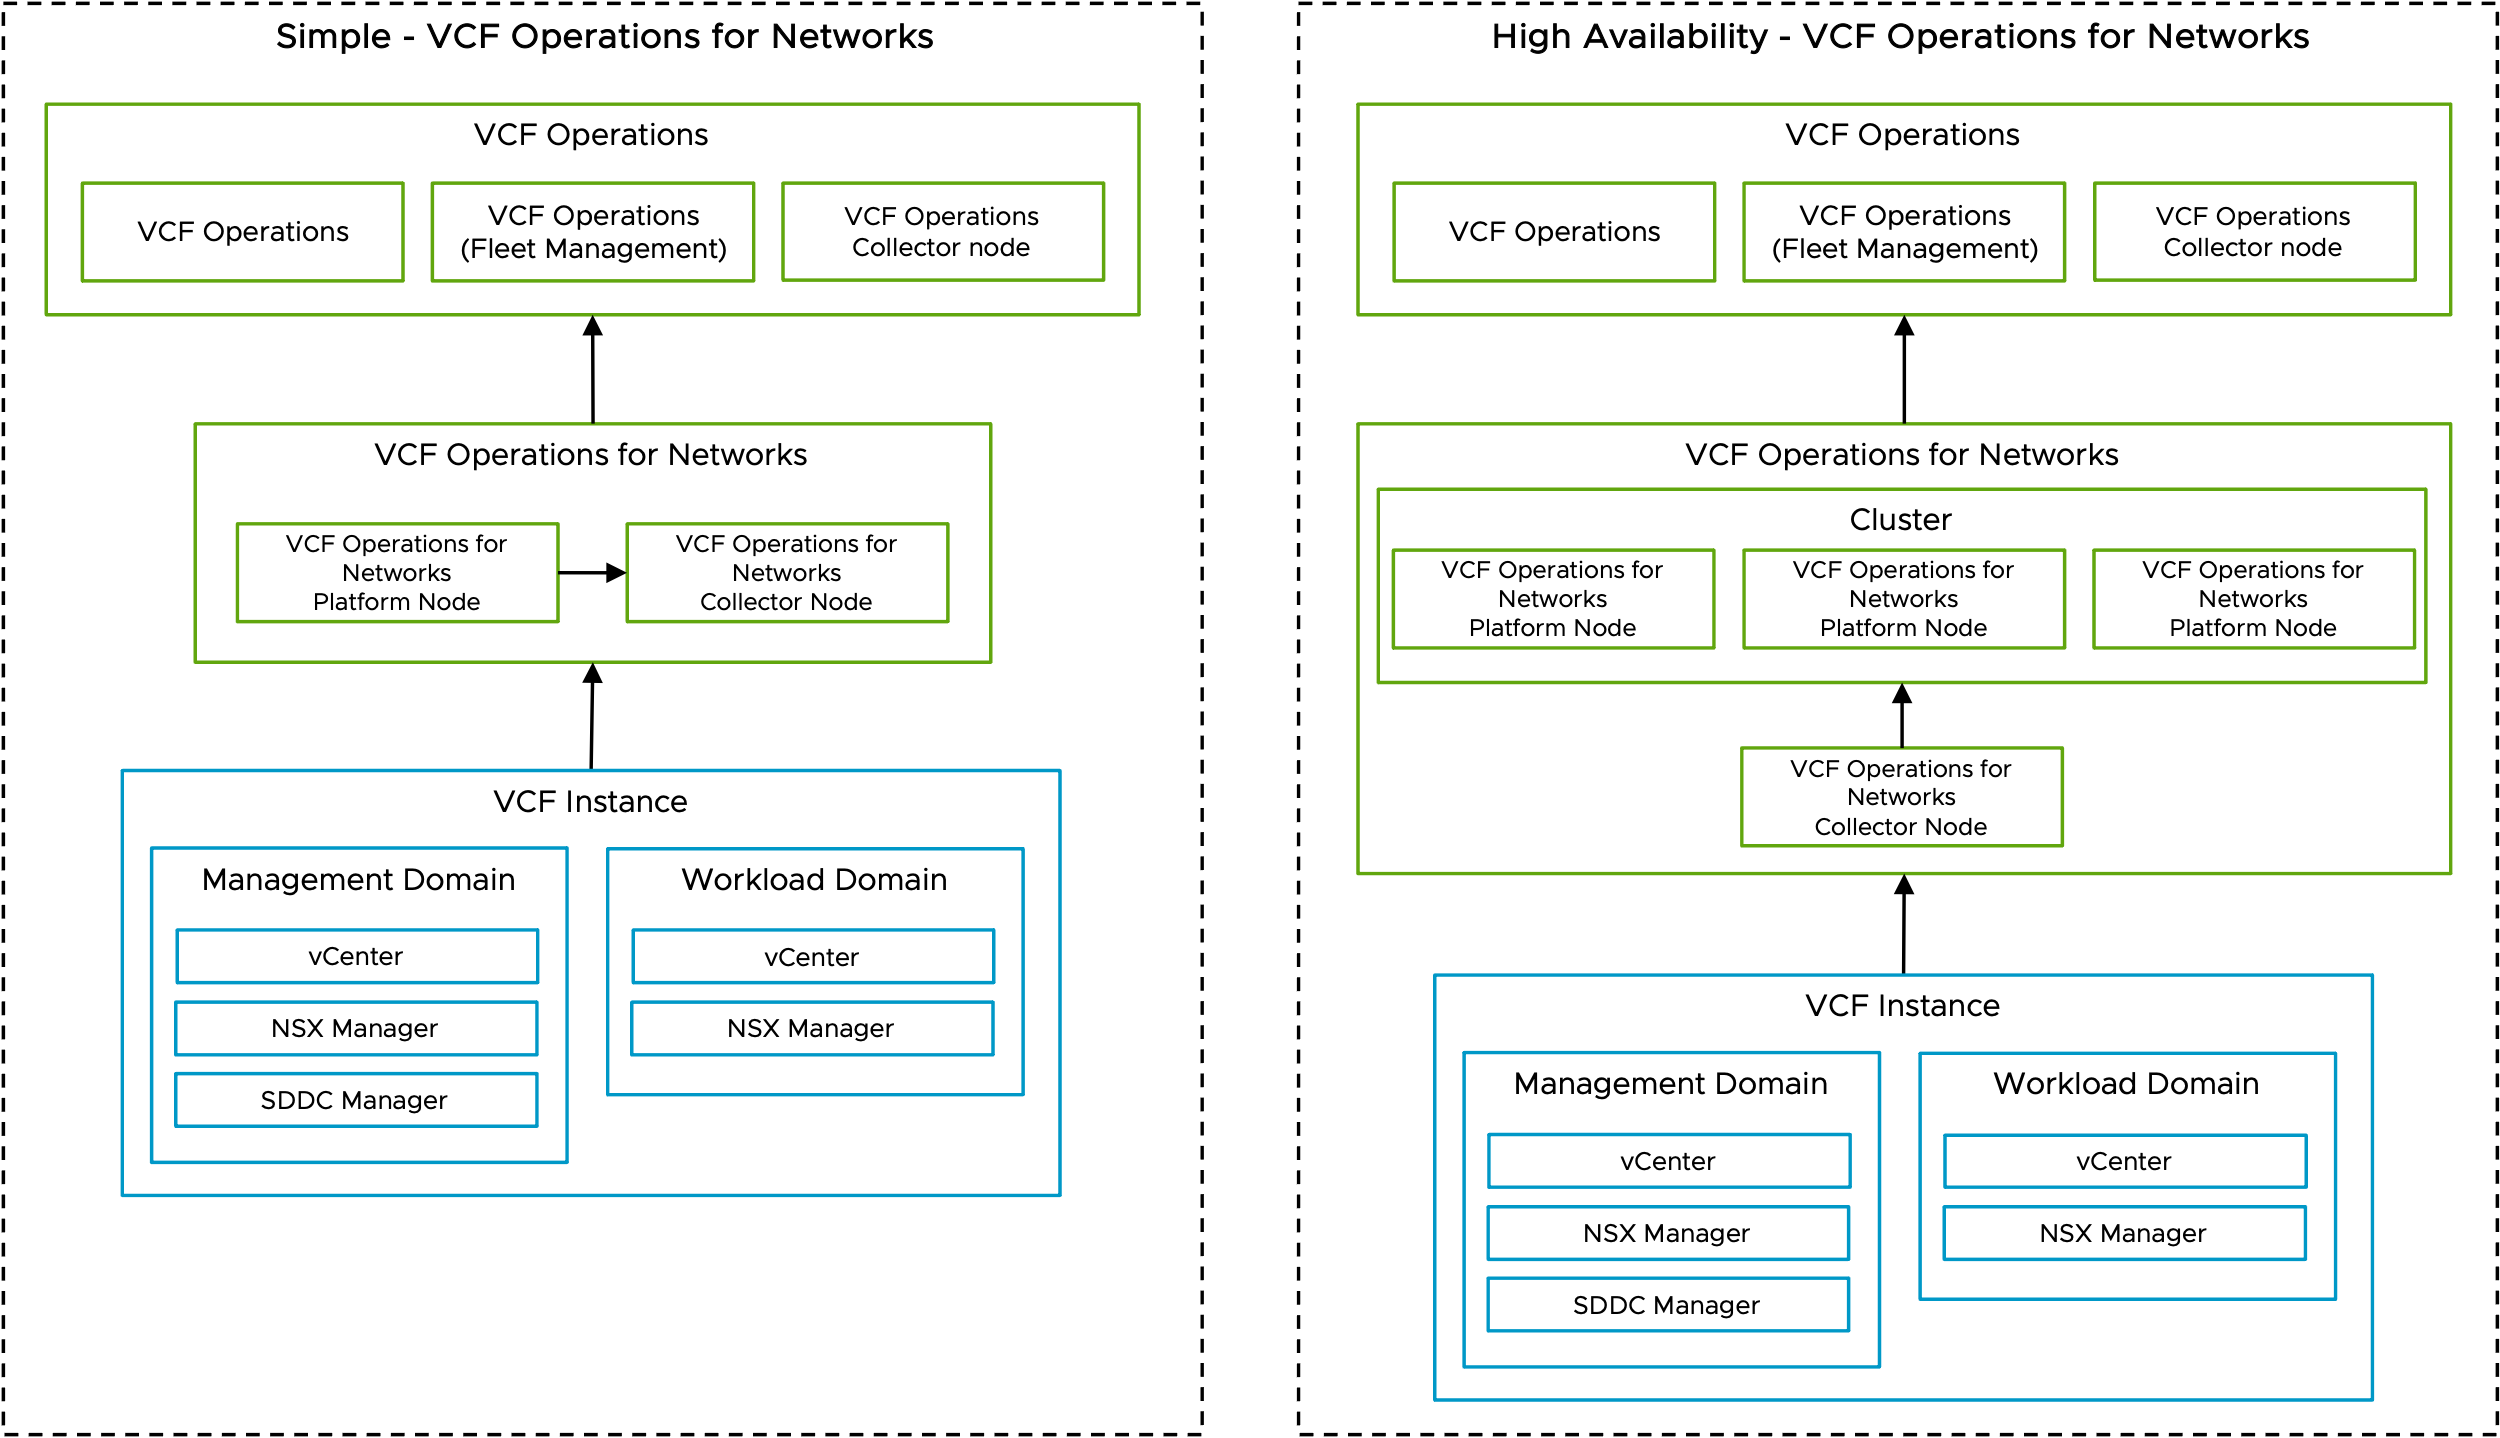 Simple - VCF Operations for Networks
VCF Operations
VCF Operations
VCF Operations
(Fleet Management)
VCF Operations
Collector node
VCF Operations for Networks
VCF Operations for
Networks
Platform Node
VCF Operations for
Networks
Collector Node
VCF Instance
Management Domain
vCenter
NSX Manager
SDDC Manager
Workload Domain
vCenter
NSX Manager
High Availability - VCF Operations for Networks
VCF Operations
VCF Operations
VCF Operations
(Fleet Management)
VCF Operations
Collector node
VCF Operations for Networks
Cluster
VCF Operations for
Networks
Platform Node
VCF Operations for
Networks
Platform Node
VCF Operations for
Networks
Platform Node
VCF Operations for
Networks
Collector Node
VCF Instance
Management Domain
vCenter
NSX Manager
SDDC Manager
Workload Domain
vCenter
NSX Manager